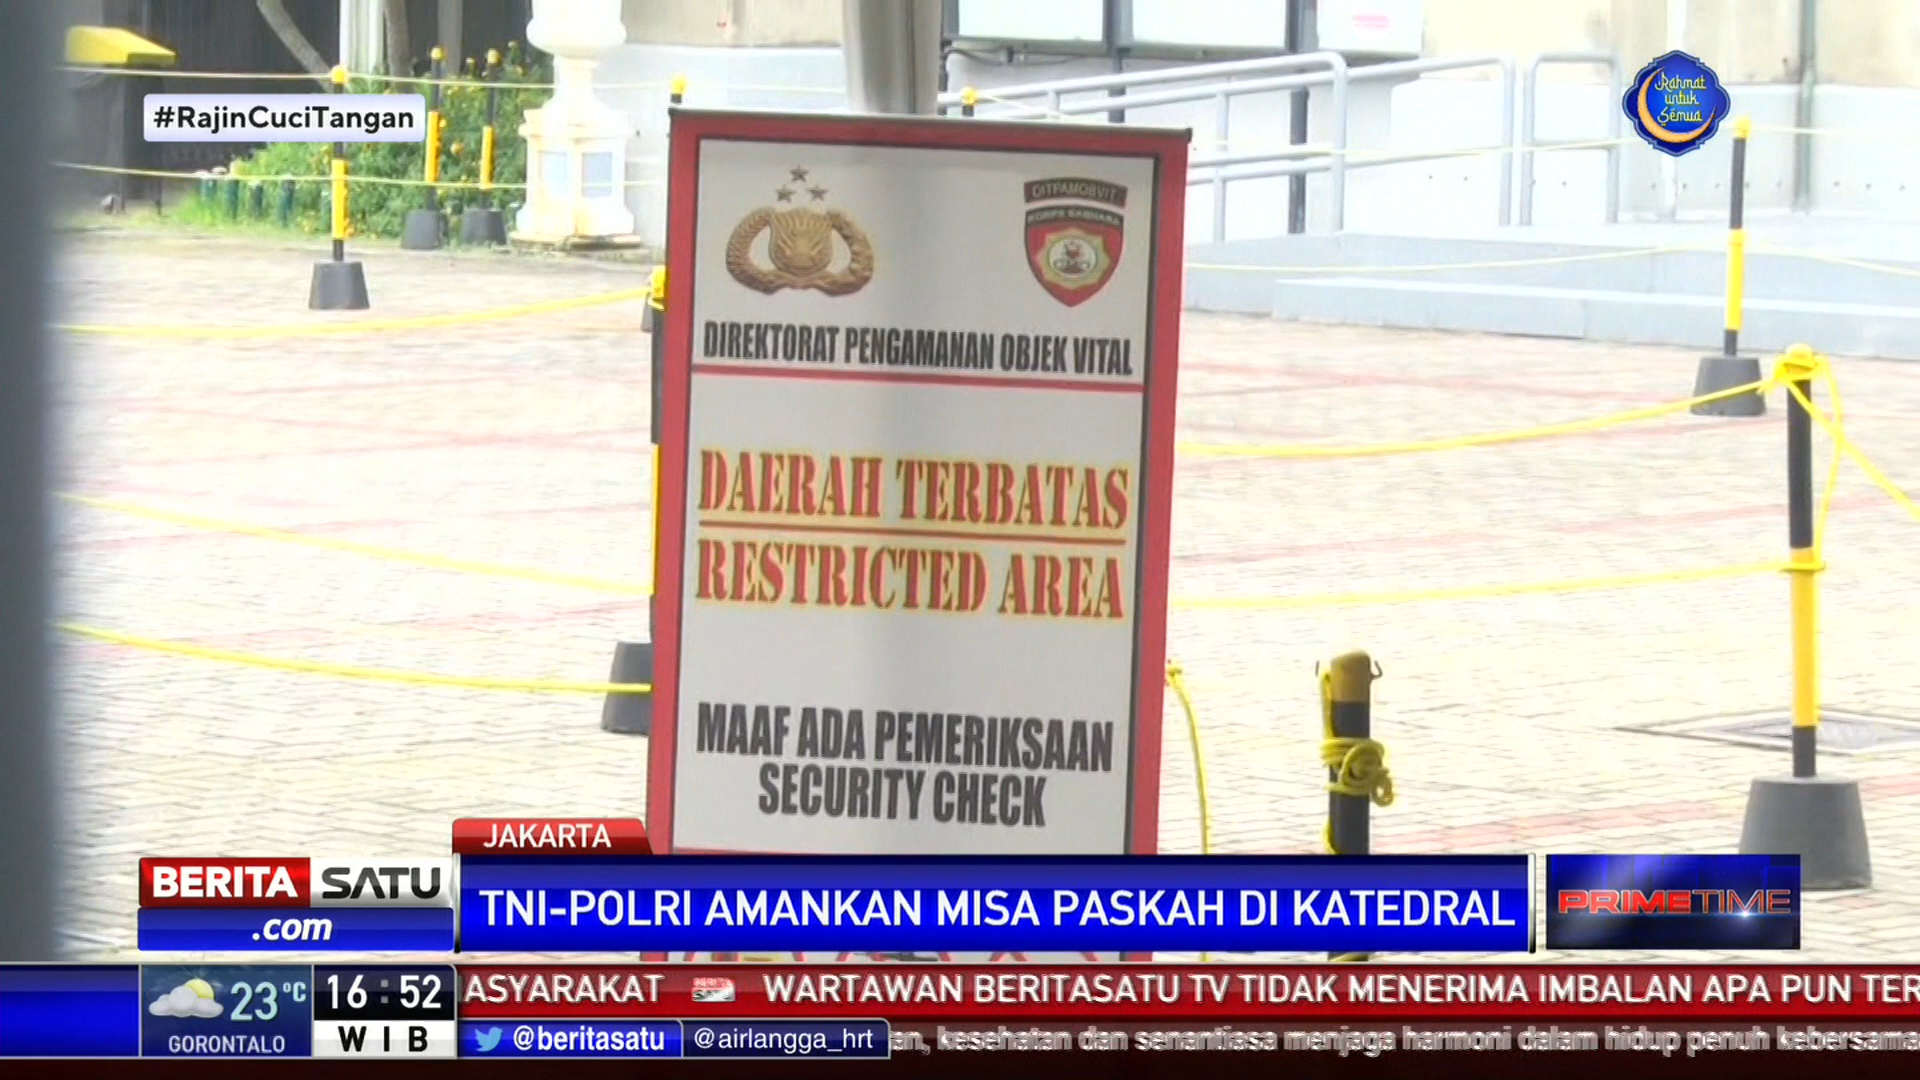 #RajinCuciTangan
Rahmat
untuk
Semua
DITPAMOBVIT
KORPS SABHARA
DIREKTORAT PENGAMANAN OBJEK VITAL
DAERAH TERBATAS
RESTRICTED AREA
MAAF ADA PEMERIKSAAN
SECURITY CHECK
JAKARTA
BERITA SATU
.com
TNI-POLRI AMANKAN MISA PASKAH DI KATEDRAL
PRIMETIME
23°C
GORONTALO
16:52
WIB
ASYARAKAT WARTAWAN BERITASATU TV TIDAK MENERIMA IMBALAN APA PUN TER
@beritasatu
@airlangga_hrt
an, kesehatan dan senantiasa menjaga harmoni dalam hidup penuh kebersama